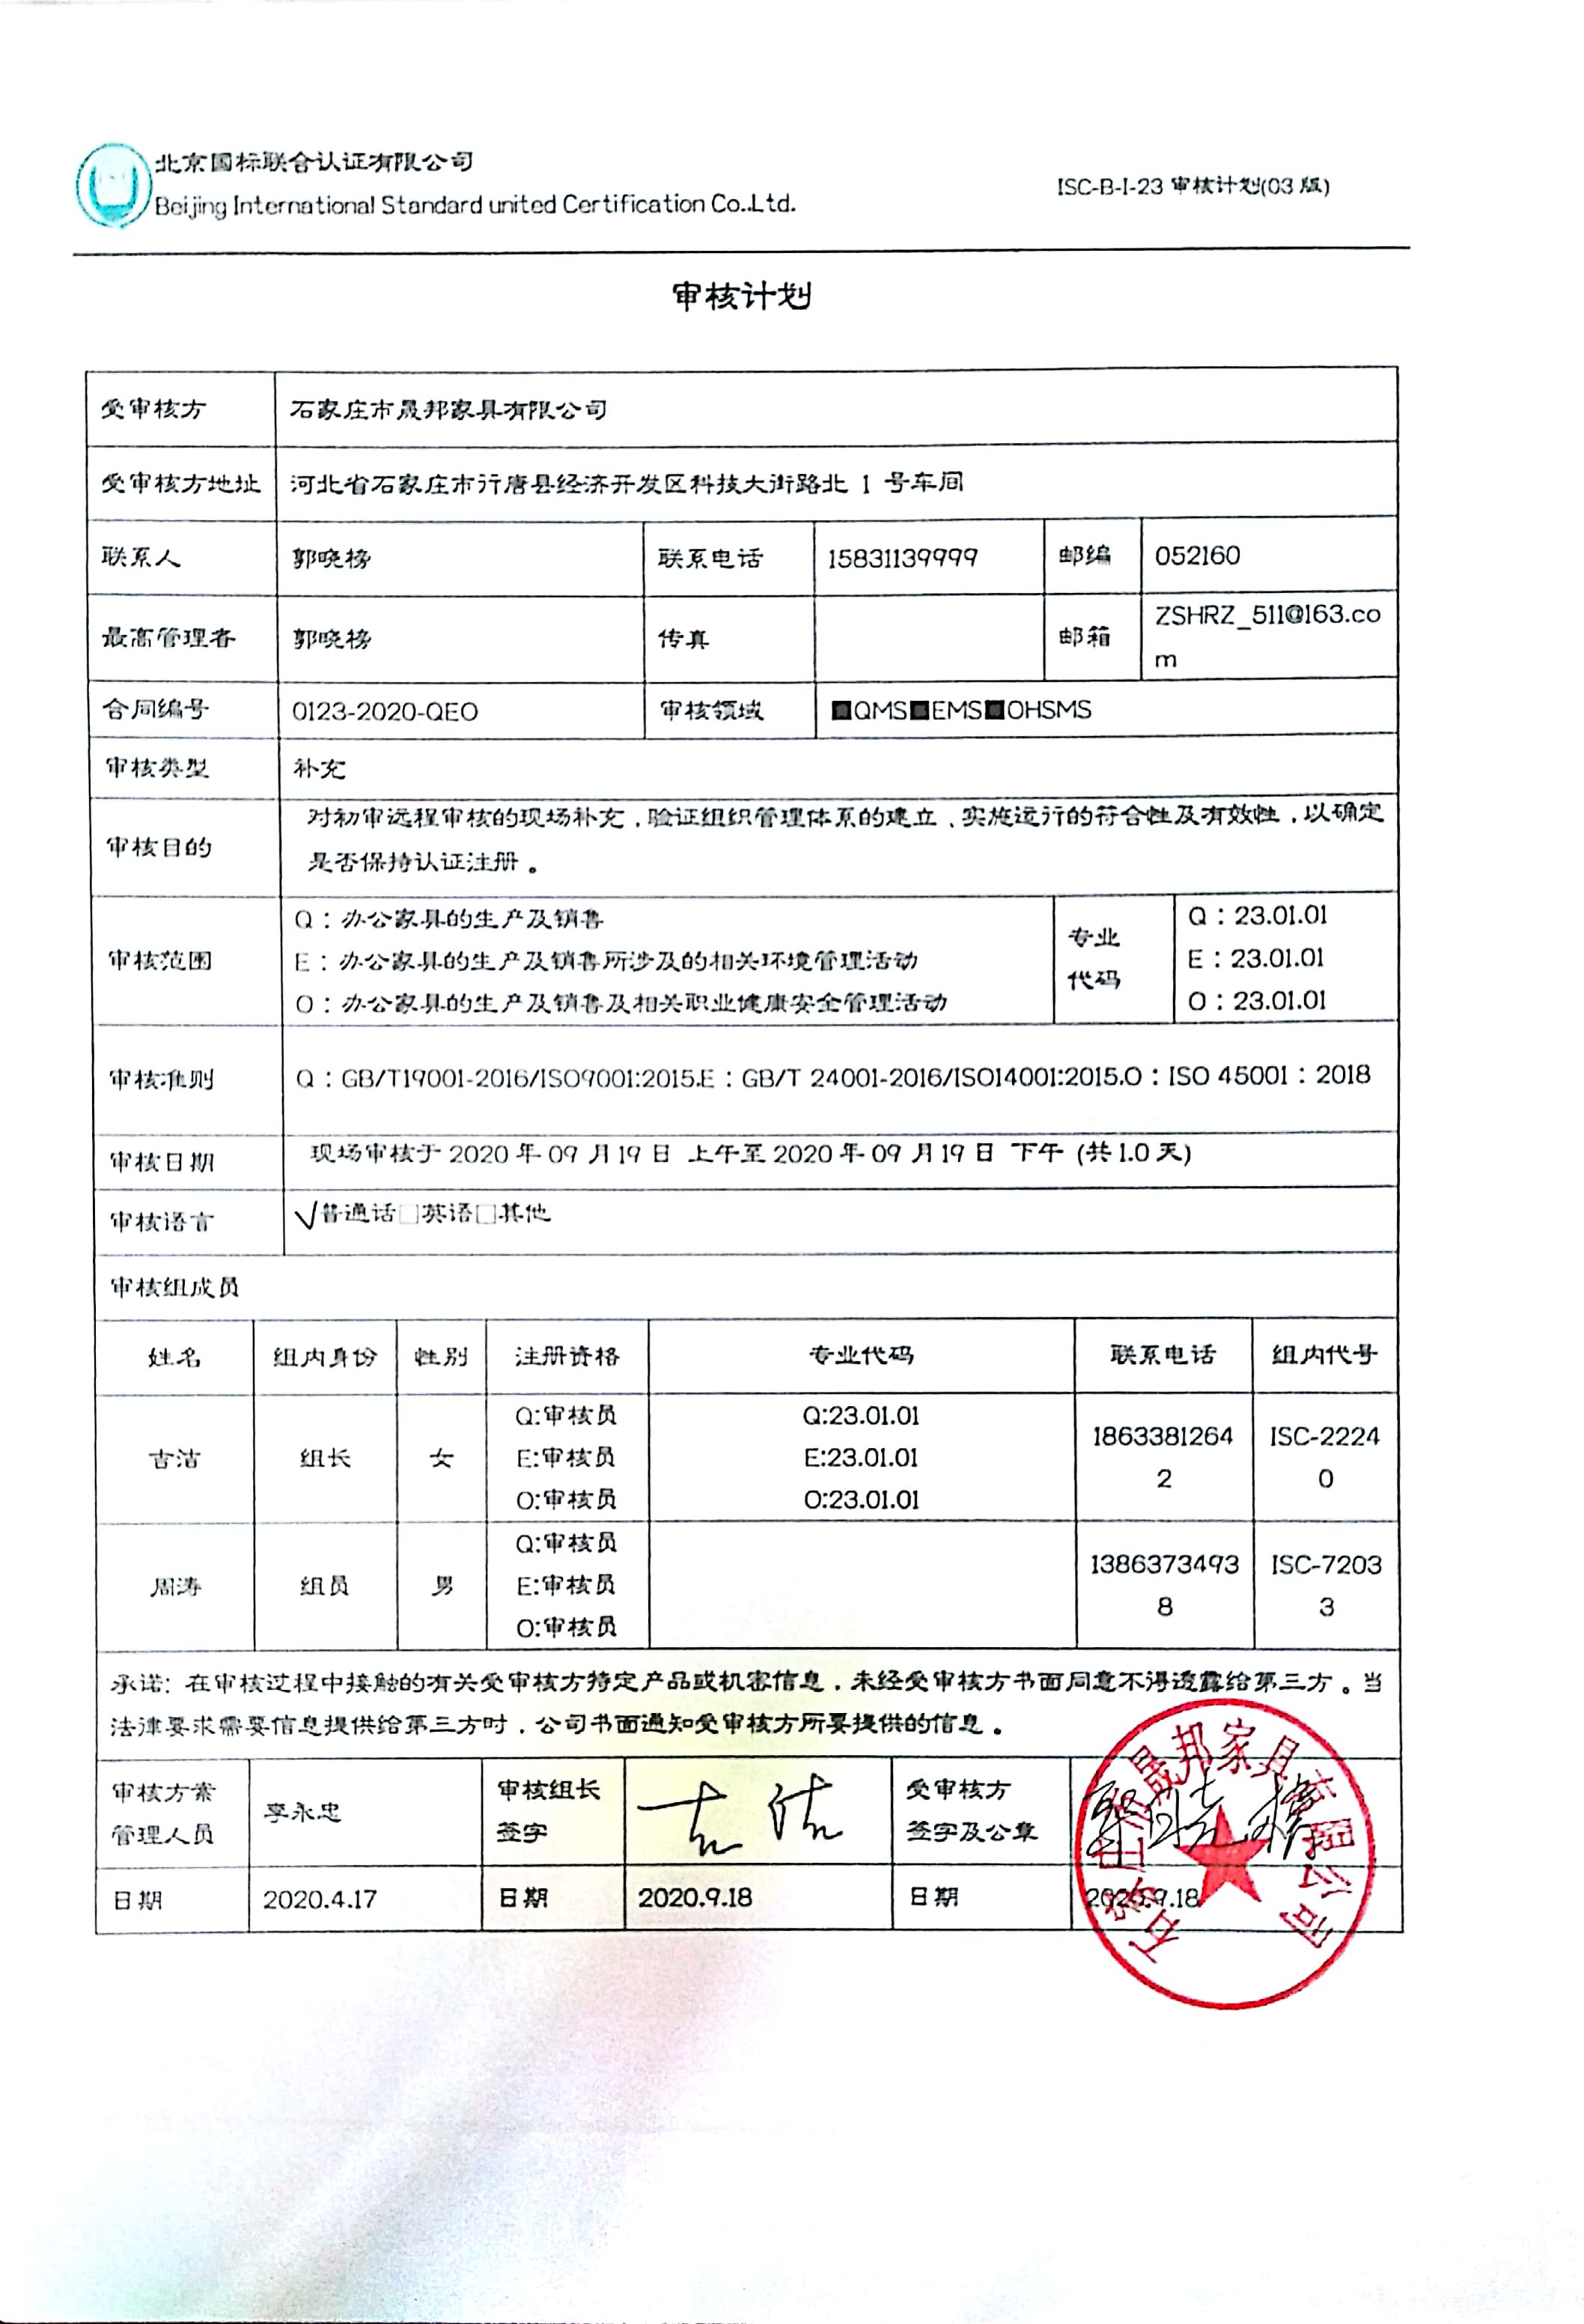 北京国标联合认证有限公司
Beijing International Standard united Certification Co.,Ltd.
ISC-B-I-23 审核计划(03 版)
审核计划
受审核方 石家庄市晟邦家具有限公司
受审核方地址 河北省石家庄市行唐县经济开发区科技大街路北 1 号车间
联系人 郭晓榜 联系电话 15831139999 邮编 052160
最高管理者 郭晓榜 传真 邮箱 ZSHRZ_511@163.co
m
合同编号 0123-2020-QEO 审核领域 ■QMS■EMS■OHSMS
审核类型 补充
审核目的 对初审远程审核的现场补充，验证组织管理体系的建立、实施运行的符合性及有效性，以确定
是否保持认证注册。
审核范围 Q：办公家具的生产及销售
E：办公家具的生产及销售所涉及的相关环境管理活动
O：办公家具的生产及销售及相关职业健康安全管理活动
专业
代码
Q：23.01.01
E：23.01.01
O：23.01.01
审核准则 Q：GB/T19001-2016/ISO9001:2015.E：GB/T 24001-2016/ISO14001:2015.O：ISO 45001：2018
审核日期 现场审核于 2020 年 09 月 19 日 上午至 2020 年 09 月 19 日 下午 (共 1.0 天)
审核语言 √普通话□英语□其他
审核组成员
姓名 组内身份 性别 注册资格 专业代码 联系电话 组内代号
吉洁 组长 女
Q:审核员
E:审核员
O:审核员
Q:23.01.01
E:23.01.01
O:23.01.01
1863381264
2
ISC-2224
0
周涛 组员 男
Q:审核员
E:审核员
O:审核员
1386373493
8
ISC-7203
3
承诺: 在审核过程中接触的有关受审核方特定产品或机密信息，未经受审核方书面同意不得透露给第三方。当
法律要求需要信息提供给第三方时，公司书面通知受审核方所要提供的信息。
审核方案
管理人员
李永忠
审核组长
签字
吉洁
受审核方
签字及公章
郭晓榜
石家庄市晟邦家具有限公司
日期 2020.4.17 日期 2020.9.18 日期 2020.9.18